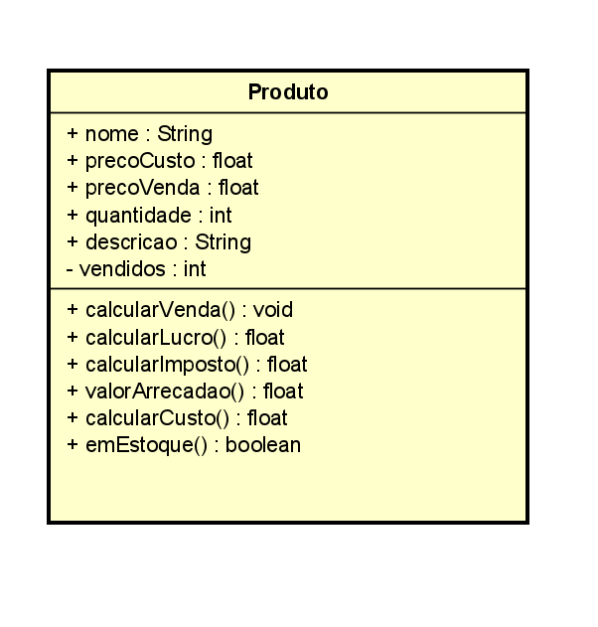 Produto
+ nome : String
+ precoCusto : float
+ precoVenda : float
+ quantidade : int
+ descricao : String
- vendidos : int
+ calcularVenda() : void
+ calcularLucro() : float
+ calcularImposto() : float
+ valorArrecadao() : float
+ calcularCusto() : float
+ emEstoque() : boolean